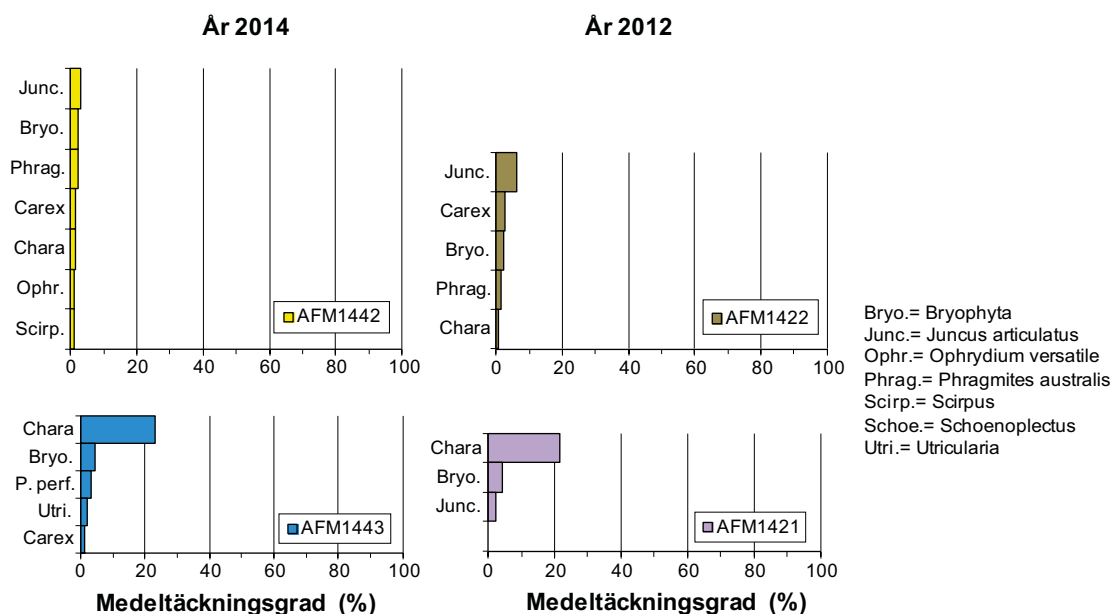 År 2014
År 2012
Junc.
Bryo.
Phrag.
Carex
Chara
Ophr.
Scirp.
AFM1442
0 20 40 60 80 100
Junc.
Carex
Bryo.
Phrag.
Chara
AFM1422
0 20 40 60 80 100
Bryo.= Bryophyta
Junc.= Juncus articulatus
Ophr.= Ophrydium versatile
Phrag.= Phragmites australis
Scirp.= Scirpus
Schoe.= Schoenoplectus
Utri.= Utricularia
Chara
Bryo.
P. perf.
Utri.
Carex
AFM1443
0 20 40 60 80 100
Medeltäckningsgrad (%)
Chara
Bryo.
Junc.
AFM1421
0 20 40 60 80 100
Medeltäckningsgrad (%)